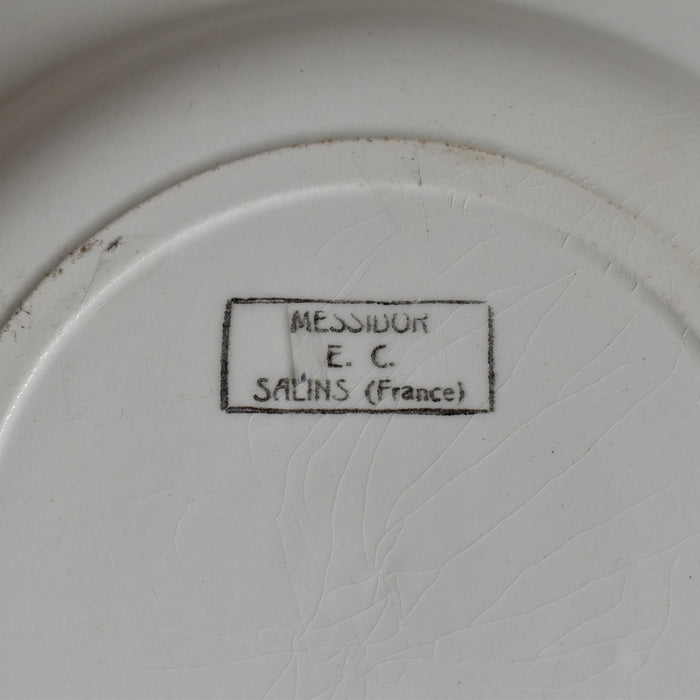 MESSIDOR
E. C.
SALINS (France)